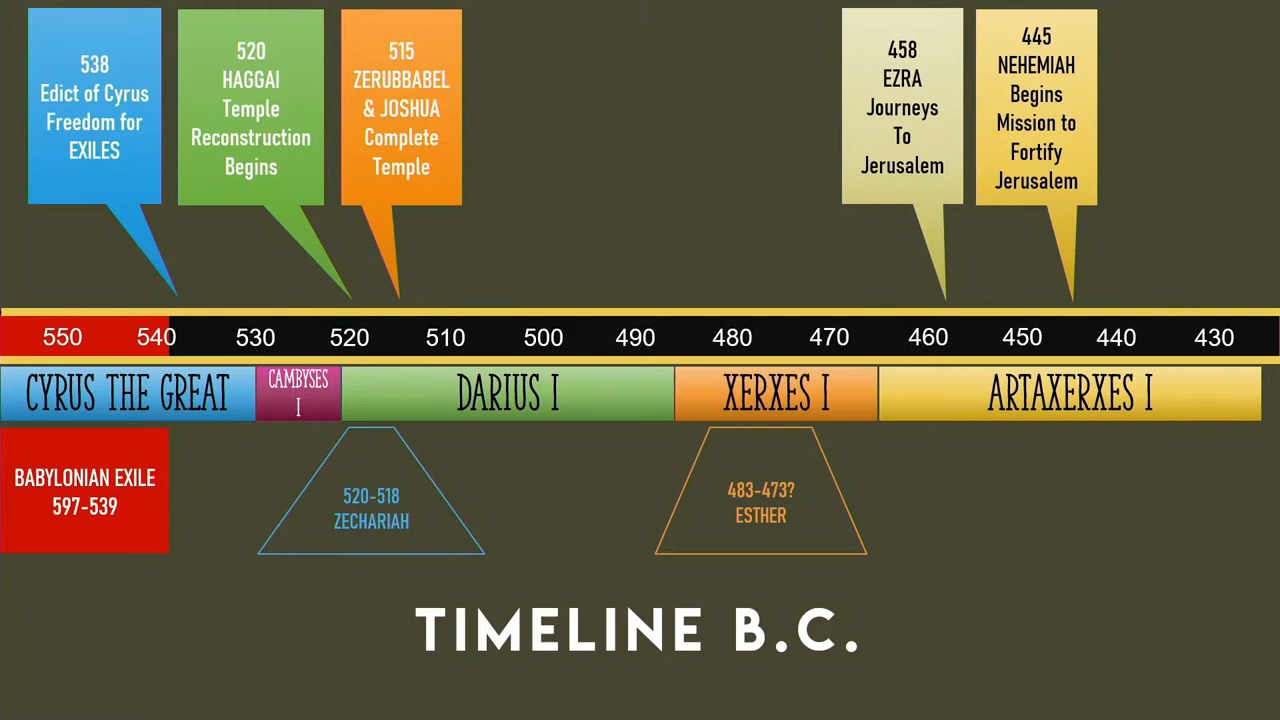 538
Edict of Cyrus
Freedom for
EXILES
520
HAGGAI
Temple
Reconstruction
Begins
515
ZERUBBABEL
& JOSHUA
Complete
Temple
458
EZRA
Journeys
To
Jerusalem
445
NEHEMIAH
Begins
Mission to
Fortify
Jerusalem
550 540 530 520 510 500 490 480 470 460 450 440 430
CYRUS THE GREAT
CAMBYSES
I
DARIUS I
XERXES I
ARTAXERXES I
BABYLONIAN EXILE
597-539
520-518
ZECHARIAH
483-473?
ESTHER
TIMELINE B.C.